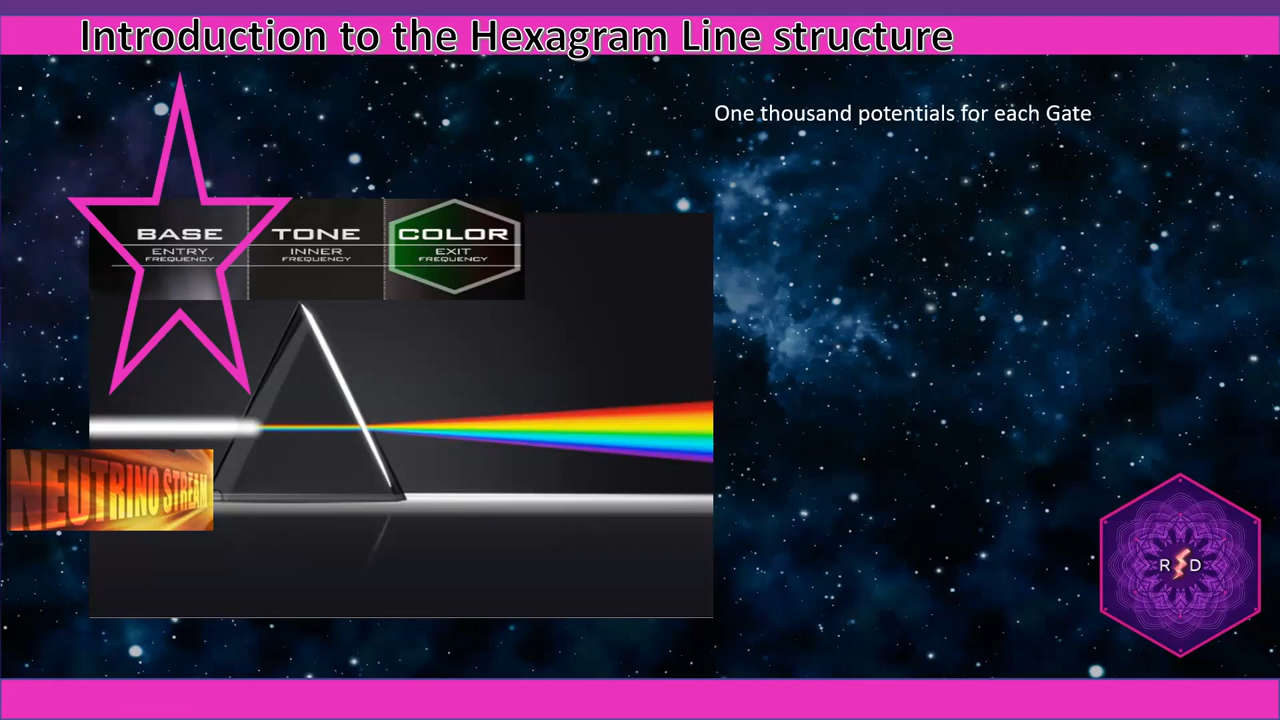 Introduction to the Hexagram Line structure
One thousand potentials for each Gate
BASE TONE COLOR
ENTRY INNER EXIT
FREQUENCY FREQUENCY FREQUENCY
NEUTRINO STREAM
R D